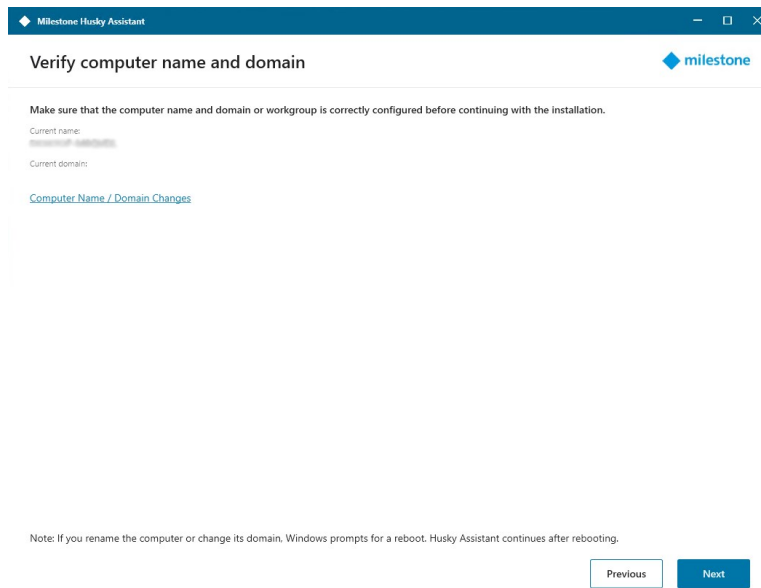 Milestone Husky Assistant
Verify computer name and domain
milestone
Make sure that the computer name and domain or workgroup is correctly configured before continuing with the installation.
Current name:
Current domain:
Computer Name / Domain Changes
Note: If you rename the computer or change its domain, Windows prompts for a reboot. Husky Assistant continues after rebooting.
Previous
Next